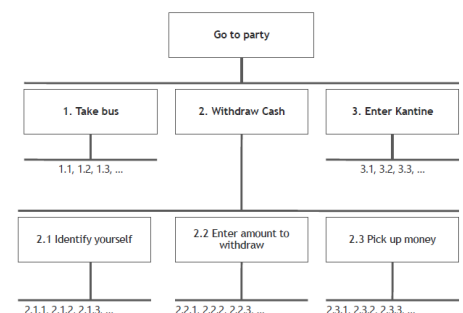 Go to party
1. Take bus
2. Withdraw Cash
3. Enter Kantine
1.1, 1.2, 1.3, ...
3.1, 3.2, 3.3, ...
2.1 Identify yourself
2.2 Enter amount to
withdraw
2.3 Pick up money
2.1.1, 2.1.2, 2.1.3, ...
2.2.1, 2.2.2, 2.2.3, ...
2.3.1, 2.3.2, 2.3.3, ...